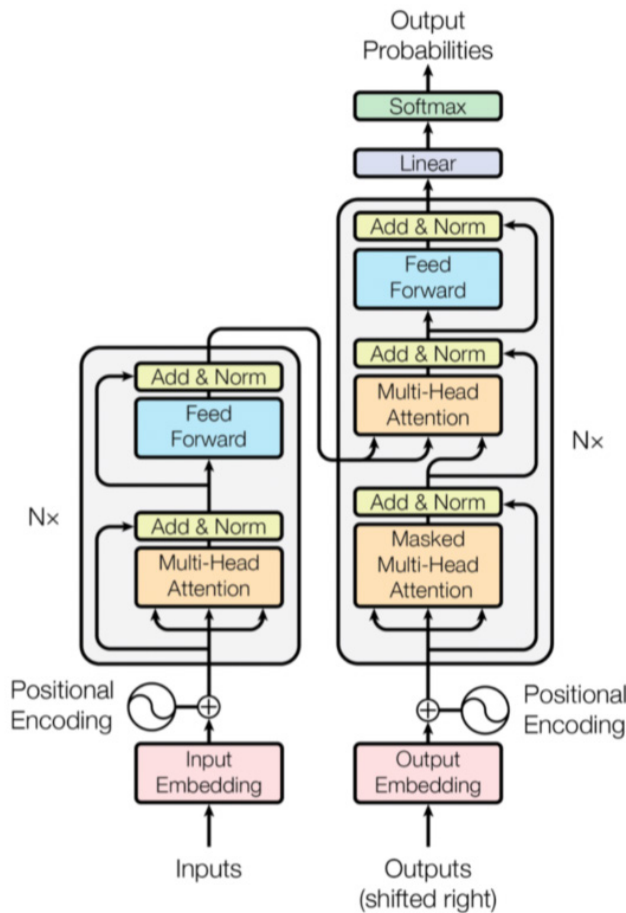 Output
Probabilities
Softmax
Linear
Add & Norm
Feed
Forward
Add & Norm
Multi-Head
Attention
Add & Norm
Masked
Multi-Head
Attention
N×
Add & Norm
Feed
Forward
Add & Norm
Multi-Head
Attention
N×
Positional
Encoding
Positional
Encoding
Input
Embedding
Output
Embedding
Inputs
Outputs
(shifted right)